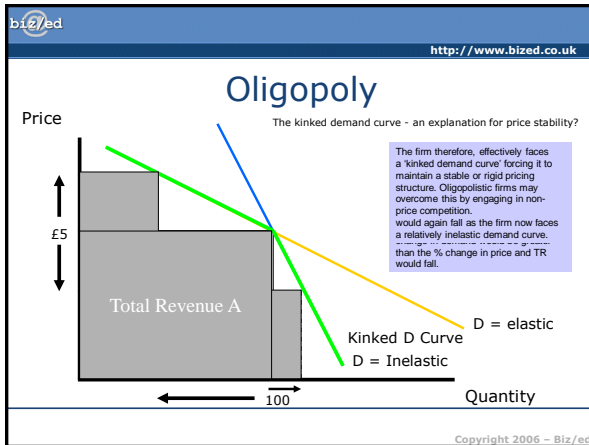 biz/ed
http://www.bized.co.uk
Oligopoly
Price
The kinked demand curve - an explanation for price stability?
The firm therefore, effectively faces
a 'kinked demand curve' forcing it to
maintain a stable or rigid pricing
structure. Oligopolistic firms may
overcome this by engaging in non-
price competition.
would again fall as the firm now faces
a relatively inelastic demand curve.
than the % change in price and TR
would fall.
£5
Total Revenue A
D = elastic
Kinked D Curve
D = Inelastic
100
Quantity
Copyright 2006 – Biz/ed